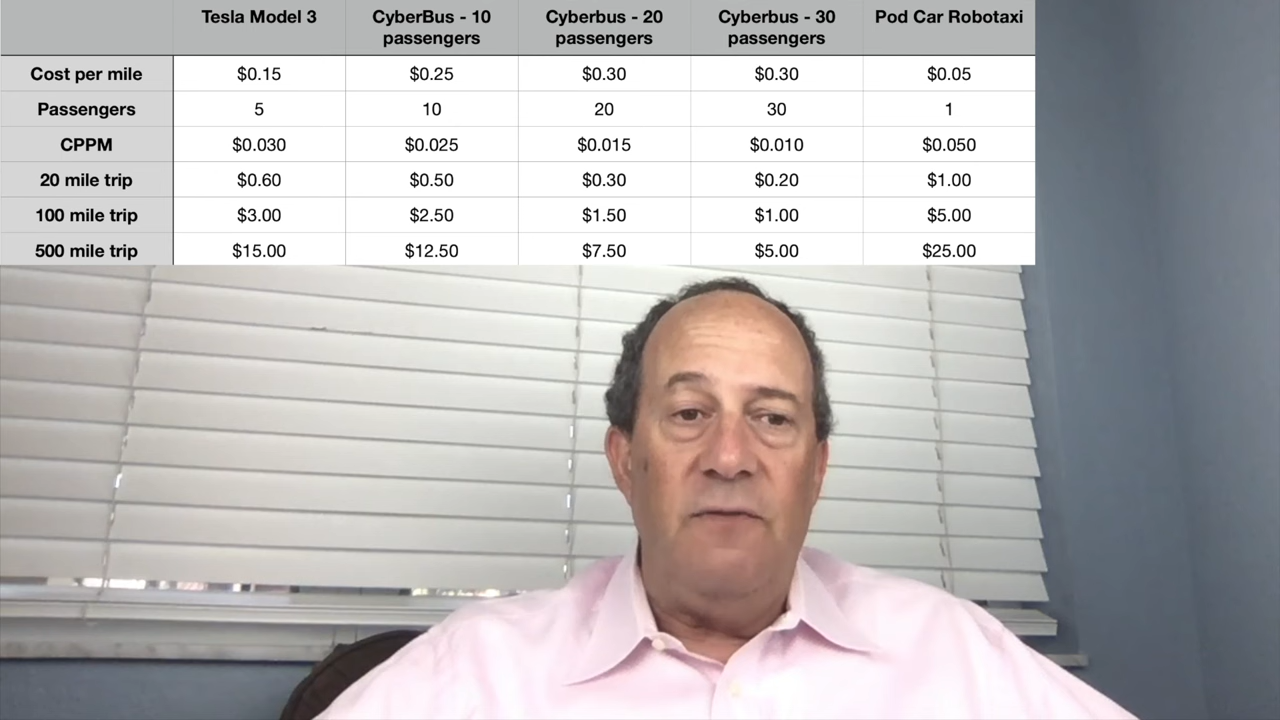 Tesla Model 3 CyberBus - 10 passengers Cyberbus - 20 passengers Cyberbus - 30 passengers Pod Car Robotaxi
Cost per mile $0.15 $0.25 $0.30 $0.30 $0.05
Passengers 5 10 20 30 1
CPPM $0.030 $0.025 $0.015 $0.010 $0.050
20 mile trip $0.60 $0.50 $0.30 $0.20 $1.00
100 mile trip $3.00 $2.50 $1.50 $1.00 $5.00
500 mile trip $15.00 $12.50 $7.50 $5.00 $25.00